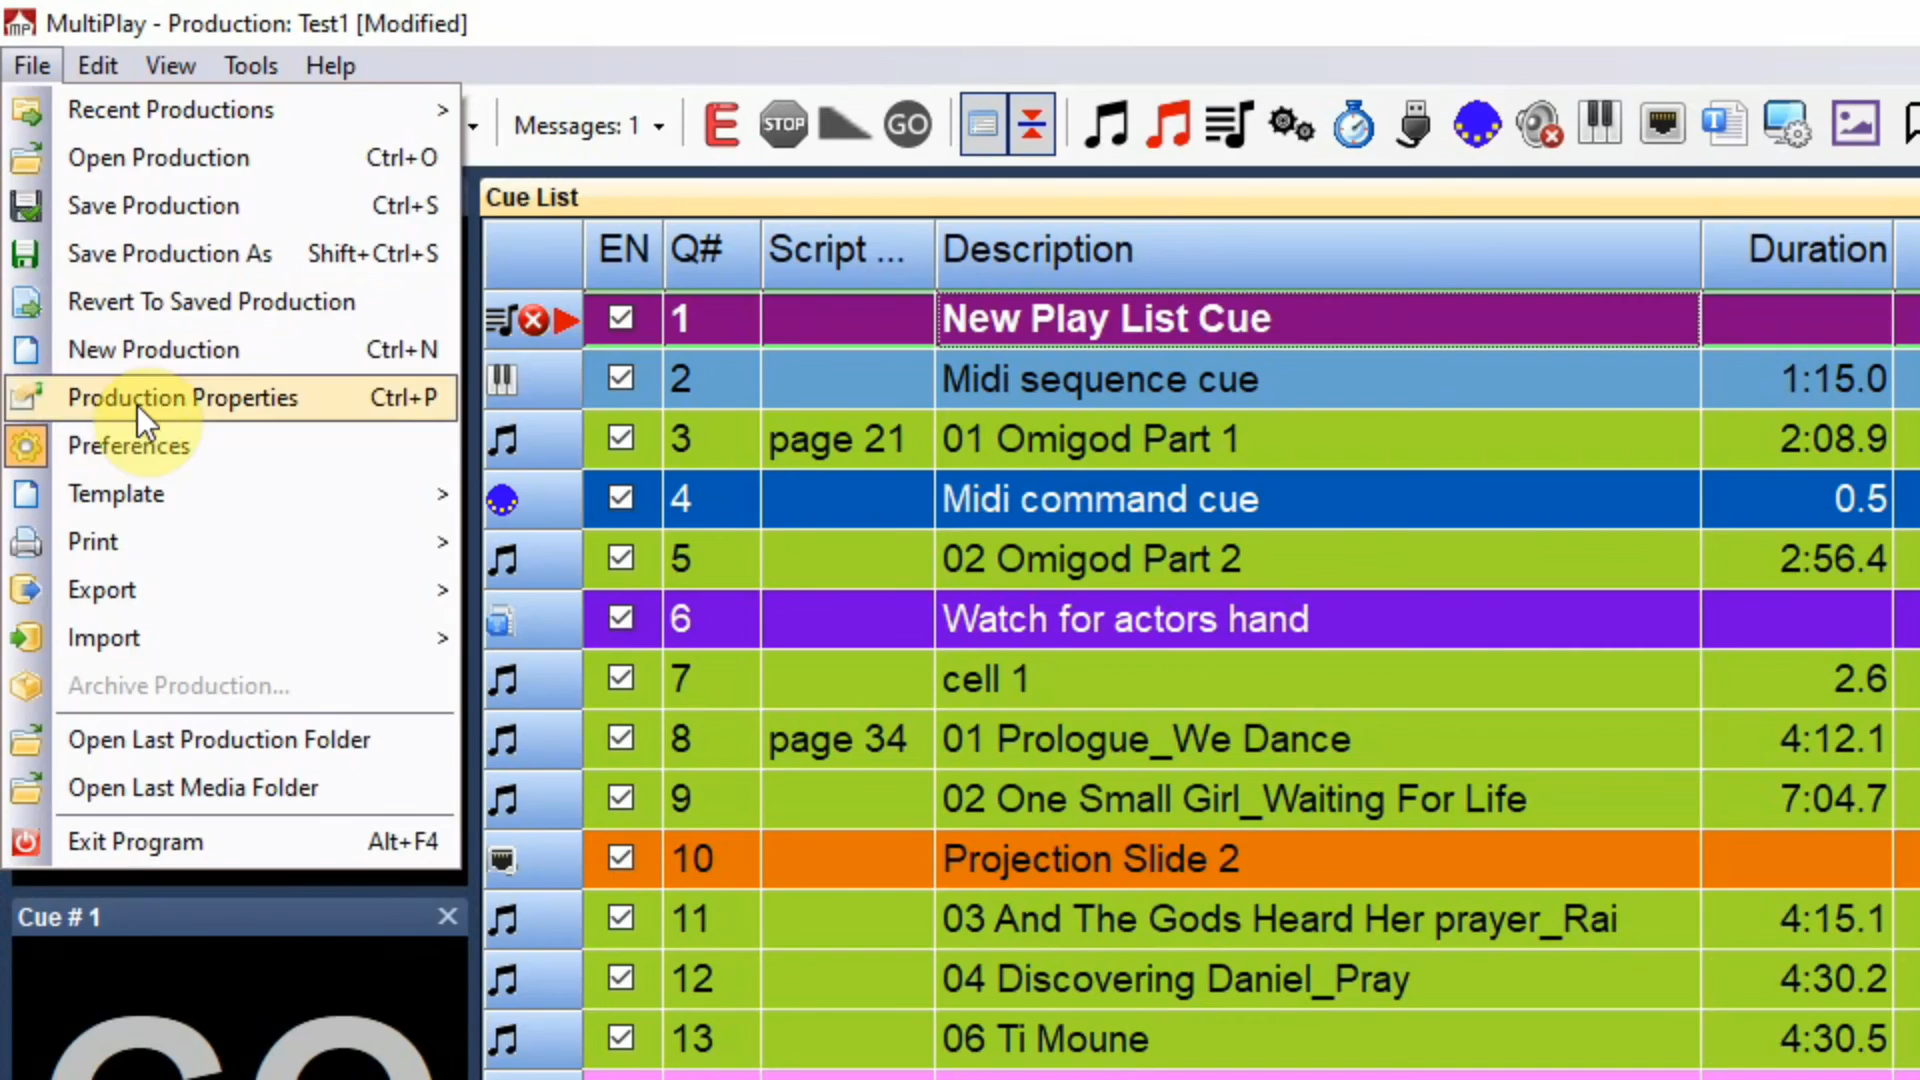 MultiPlay - Production: Test1 [Modified]
File Edit View Tools Help
Recent Productions >
Open Production Ctrl+O
Save Production Ctrl+S
Save Production As Shift+Ctrl+S
Revert To Saved Production
New Production Ctrl+N
Production Properties Ctrl+P
Preferences
Template >
Print >
Export >
Import >
Archive Production...
Open Last Production Folder
Open Last Media Folder
Exit Program Alt+F4
Cue # 1
GO
Messages: 1 E STOP GO
Cue List
EN Q# Script ... Description Duration
1 New Play List Cue
2 Midi sequence cue 1:15.0
3 page 21 01 Omigod Part 1 2:08.9
4 Midi command cue 0.5
5 02 Omigod Part 2 2:56.4
6 Watch for actors hand
7 cell 1 2.6
8 page 34 01 Prologue_We Dance 4:12.1
9 02 One Small Girl_Waiting For Life 7:04.7
10 Projection Slide 2
11 03 And The Gods Heard Her prayer_Rai 4:15.1
12 04 Discovering Daniel_Pray 4:30.2
13 06 Ti Moune 4:30.5